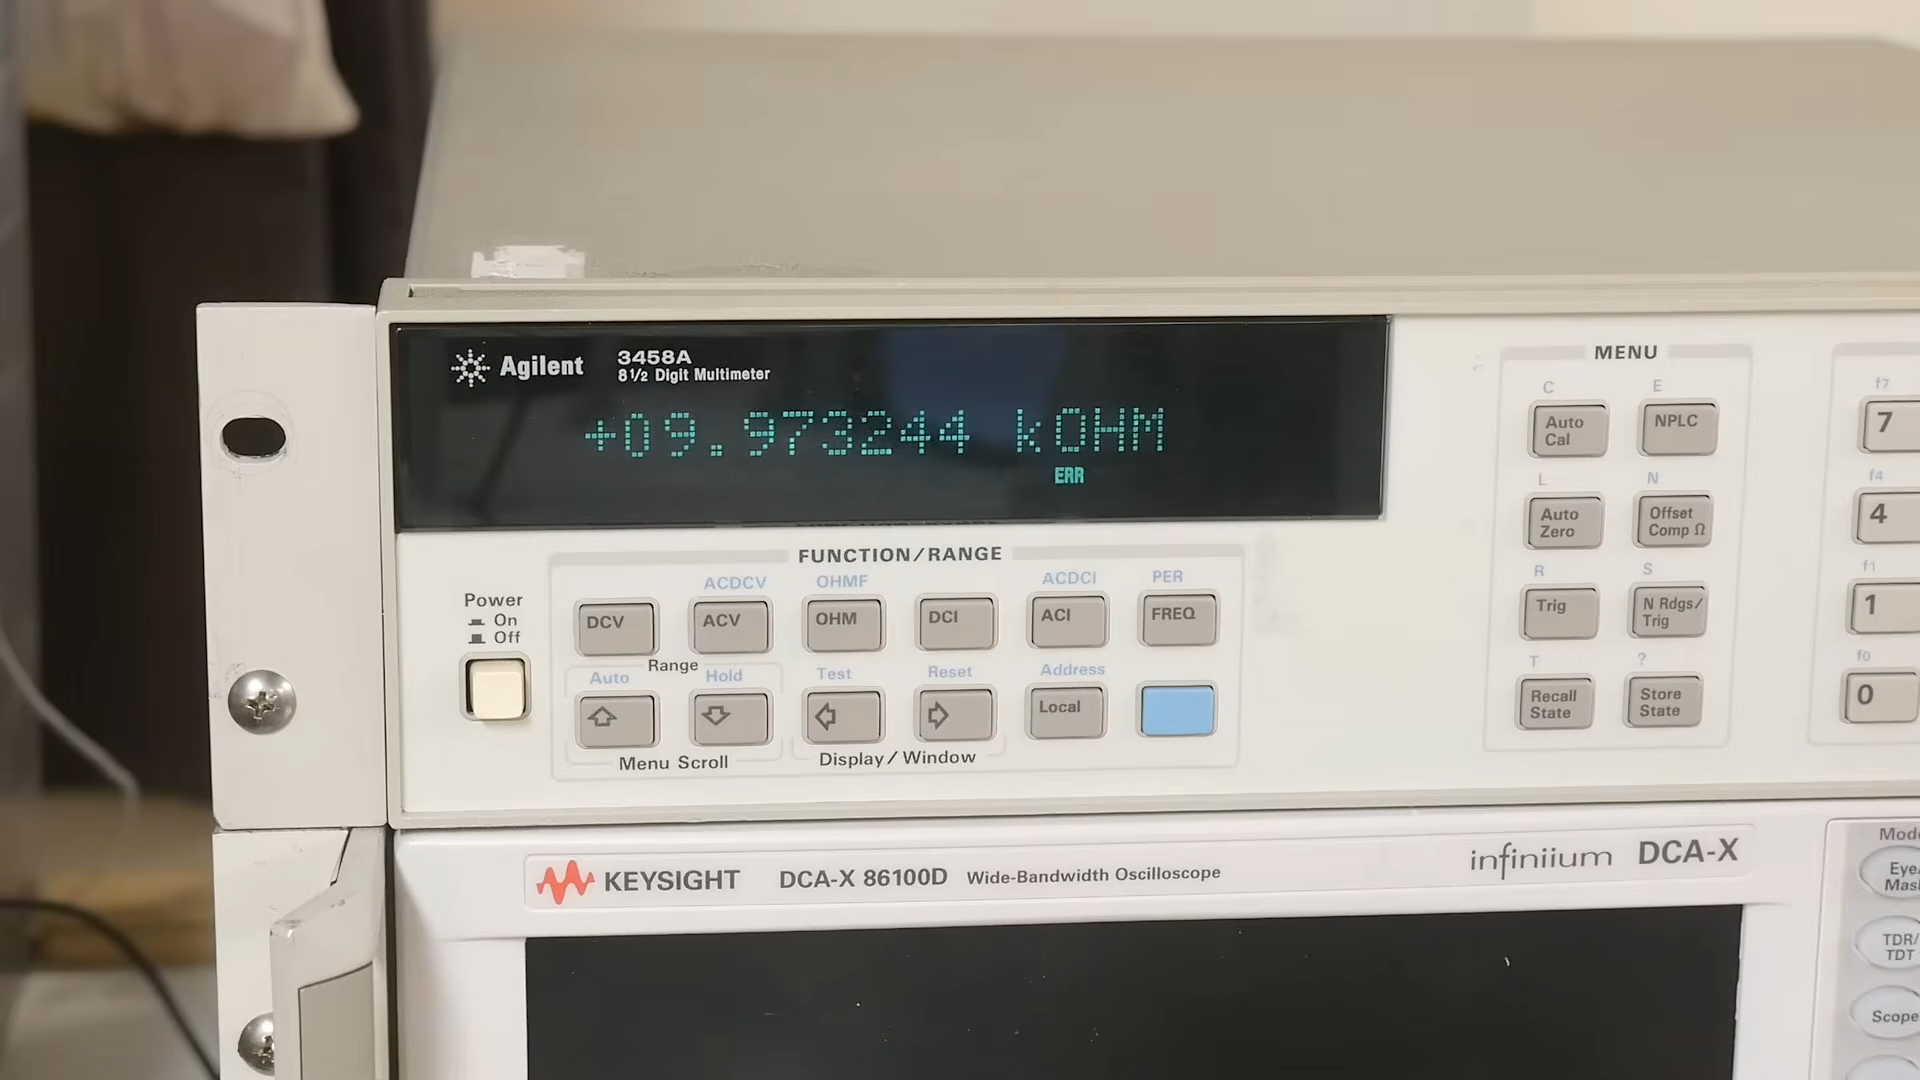 Agilent 3458A
8½ Digit Multimeter
+09.973244 kOHM
ERR
MENU
C E
Auto Cal
NPLC
L N
Auto Zero
Offset Comp Ω
R S
Trig
N Rdgs/ Trig
T ?
Recall State
Store State
f7
7
f4
4
f1
1
f0
0
FUNCTION/RANGE
ACDCV OHMF ACDCI PER
DCV ACV OHM DCI ACI FREQ
Power
On
Off
Range
Auto Hold Test Reset Address
Local
Menu Scroll Display/Window
KEYSIGHT DCA-X 86100D Wide-Bandwidth Oscilloscope infiniium DCA-X
TDR/
TDT
Scope